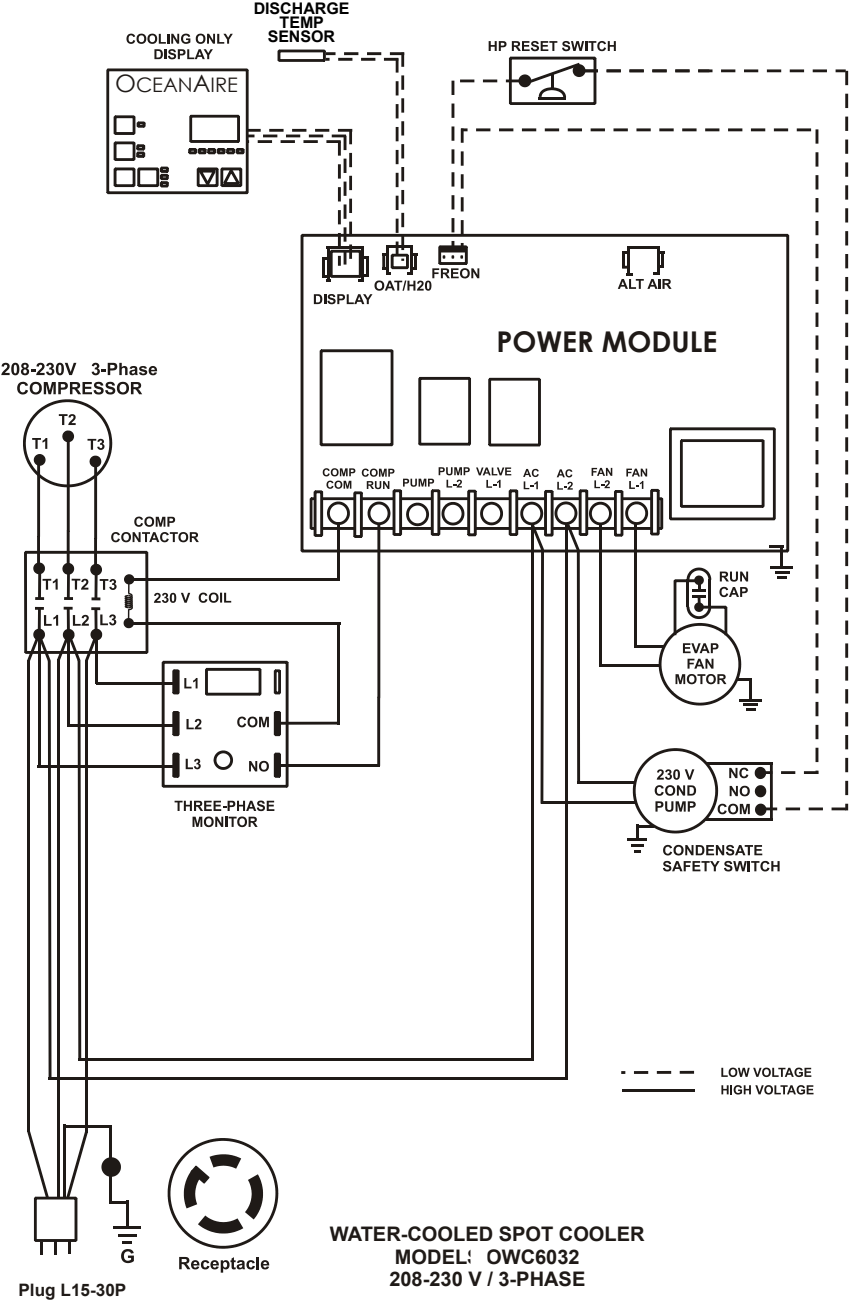 DISCHARGE
TEMP
SENSOR
COOLING ONLY
DISPLAY
OCEANAIRE
HP RESET SWITCH
DISPLAY
OAT/H20
FREON
ALT AIR
POWER MODULE
208-230V 3-Phase
COMPRESSOR
T1
T2
T3
COMP
COM
COMP
RUN
PUMP
PUMP
L-2
VALVE
L-1
AC
L-1
AC
L-2
FAN
L-2
FAN
L-1
COMP
CONTACTOR
T1 T2 T3
230 V COIL
L1 L2 L3
RUN
CAP
EVAP
FAN
MOTOR
L1
L2
COM
L3
NO
THREE-PHASE
MONITOR
230 V
COND
PUMP
NC
NO
COM
CONDENSATE
SAFETY SWITCH
LOW VOLTAGE
HIGH VOLTAGE
G
Receptacle
Plug L15-30P
WATER-COOLED SPOT COOLER
MODEL: OWC6032
208-230 V / 3-PHASE